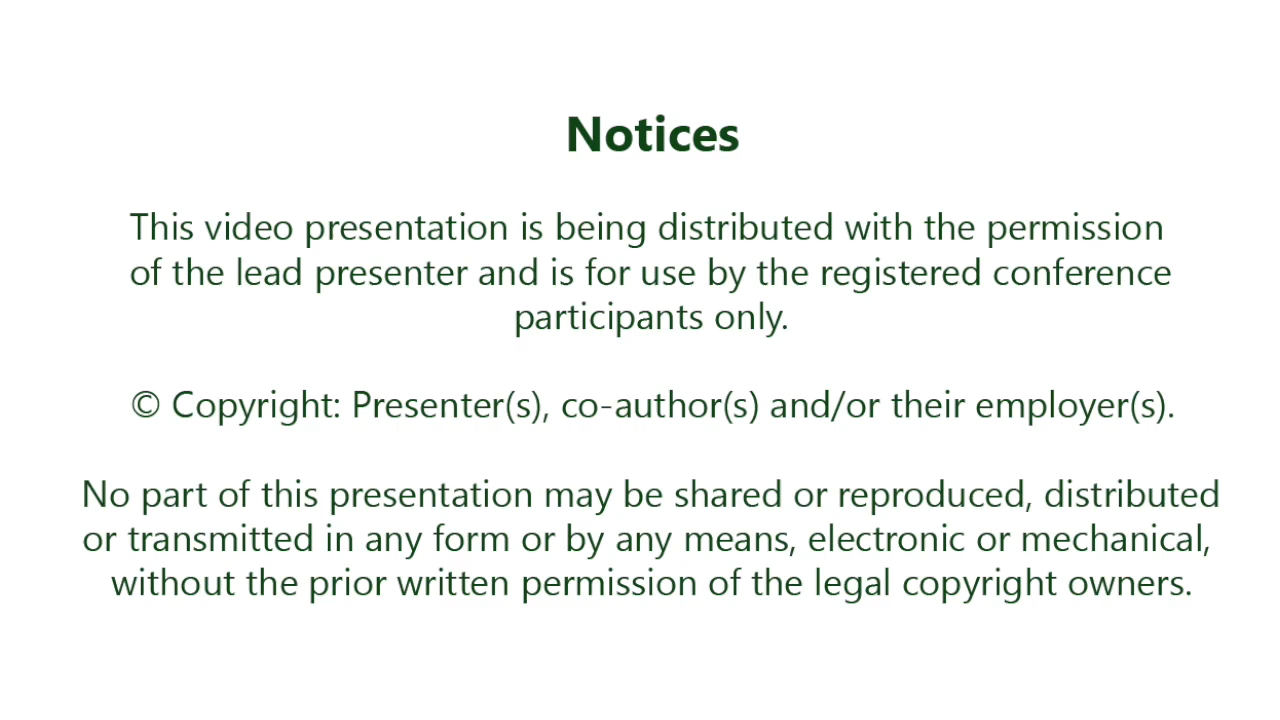 Notices
This video presentation is being distributed with the permission
of the lead presenter and is for use by the registered conference
participants only.
© Copyright: Presenter(s), co-author(s) and/or their employer(s).
No part of this presentation may be shared or reproduced, distributed
or transmitted in any form or by any means, electronic or mechanical,
without the prior written permission of the legal copyright owners.